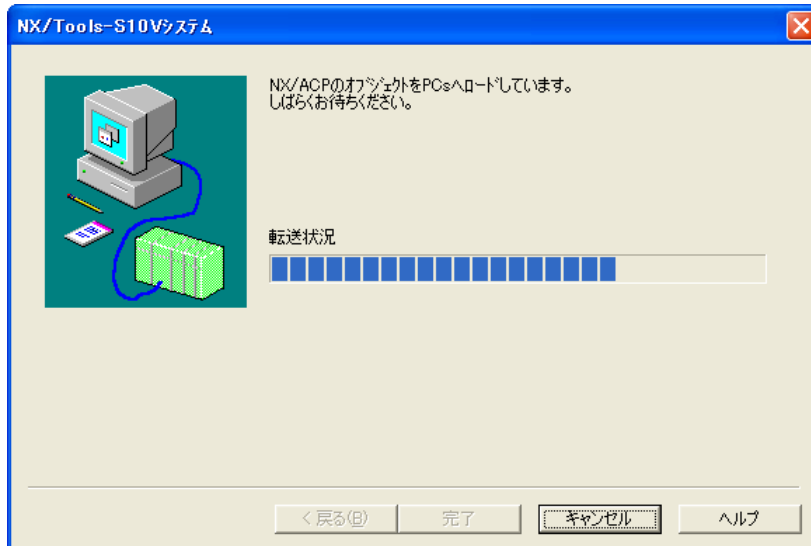 NX/Tools-S10Vシステム
NX/ACPのオブジェクトをPCsへロードしています。
しばらくお待ちください。
転送状況
< 戻る(B)
完了
キャンセル
ヘルプ